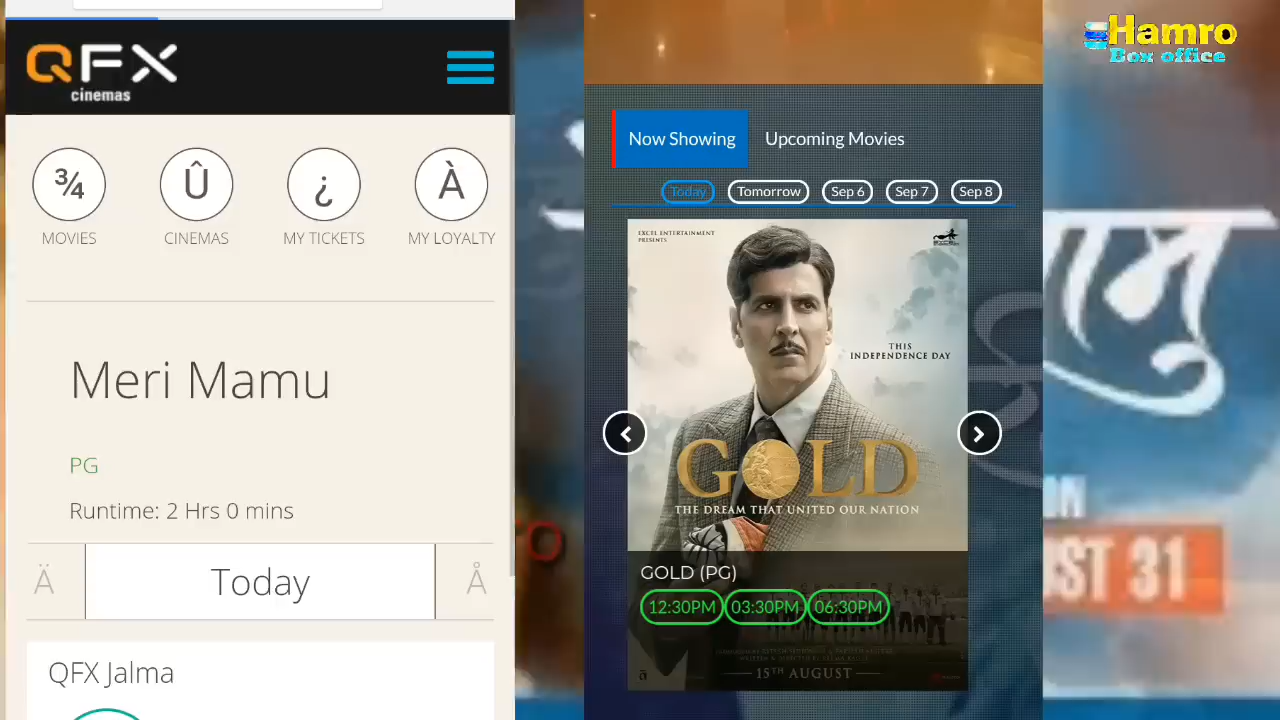 QFX
cinemas
¾
Û
¿
À
MOVIES
CINEMAS
MY TICKETS
MY LOYALTY
Meri Mamu
PG
Runtime: 2 Hrs 0 mins
Ä
Today
Å
QFX Jalma
Now Showing
Upcoming Movies
Today
Tomorrow
Sep 6
Sep 7
Sep 8
EXCEL ENTERTAINMENT
PRESENTS
THIS
INDEPENDENCE DAY
GOLD
THE DREAM THAT UNITED OUR NATION
GOLD (PG)
12:30PM
03:30PM
06:30PM
15TH AUGUST
Hamro
Box office
ST 31